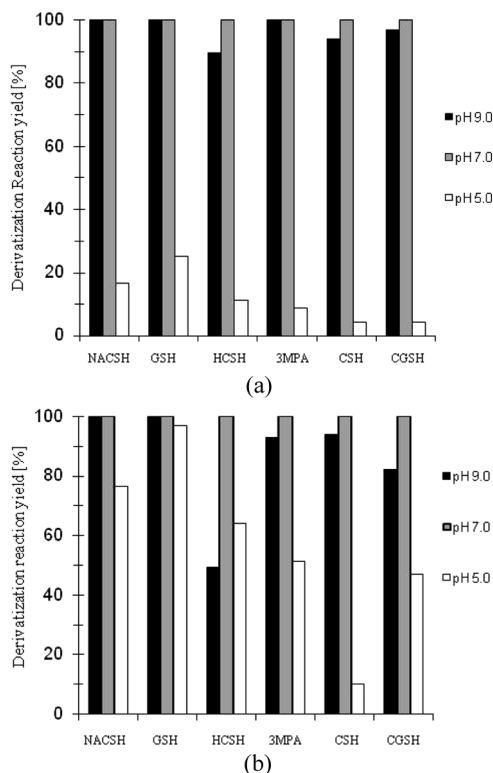 100
80
60
40
20
0
Derivatization Reaction yield [%]
NACSH GSH HCSH 3MPA CSH CGSH
pH9.0
pH7.0
pH5.0
(a)
100
80
60
40
20
0
Derivatization reaction yield [%]
NACSH GSH HCSH 3MPA CSH CGSH
pH9.0
pH7.0
pH5.0
(b)